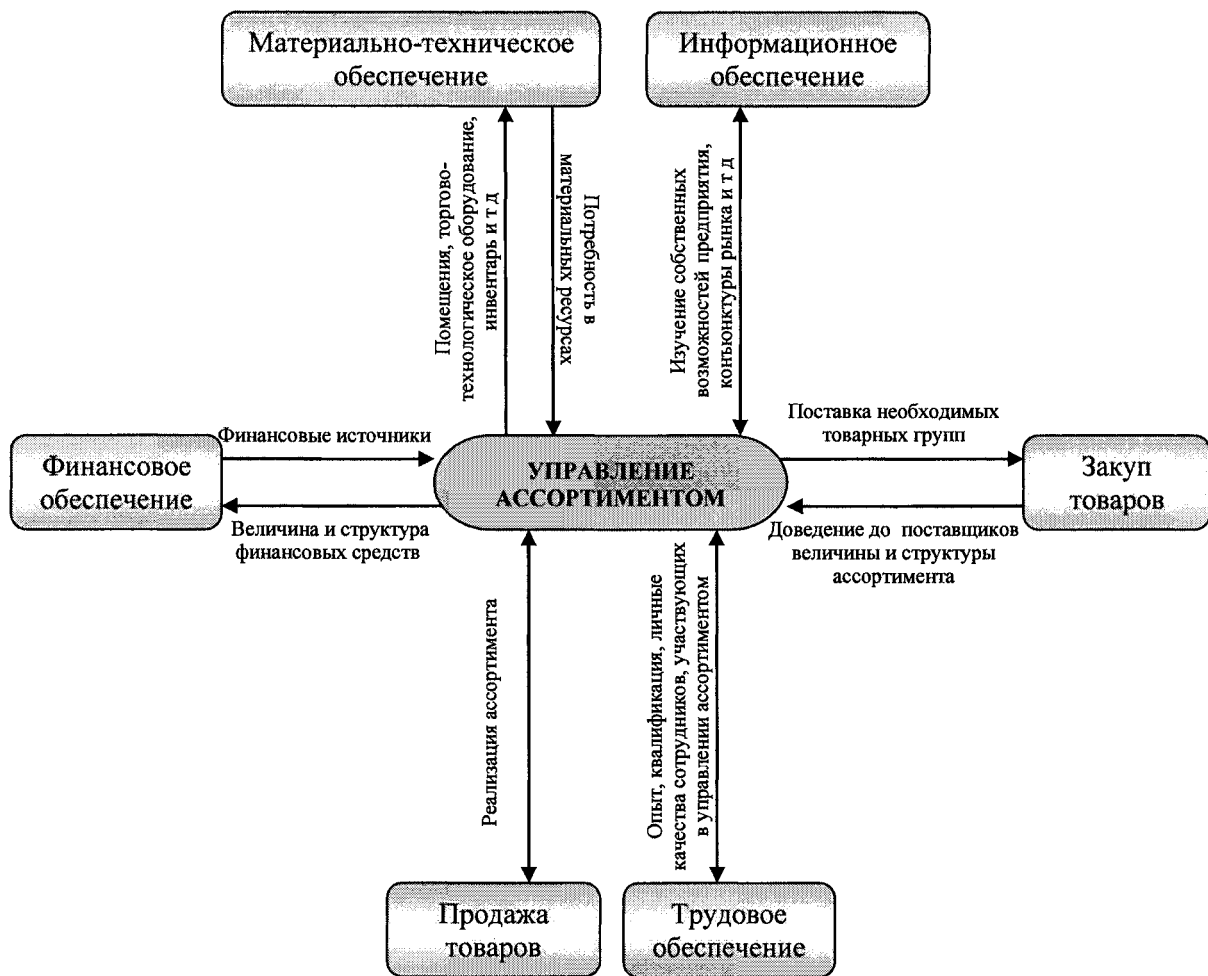 Материально-техническое
обеспечение
Информационное
обеспечение
Помещения, торгово-
технологическое оборудование,
инвентарь и т д
Потребность в
материальных ресурсах
Изучение собственных
возможностей предприятия,
конъюнктуры рынка и т д
Финансовое
обеспечение
Финансовые источники
Величина и структура
финансовых средств
УПРАВЛЕНИЕ
АССОРТИМЕНТОМ
Поставка необходимых
товарных групп
Доведение до поставщиков
величины и структуры
ассортимента
Закуп
товаров
Реализация ассортимента
Опыт, квалификация, личные
качества сотрудников, участвующих
в управлении ассортиментом
Продажа
товаров
Трудовое
обеспечение